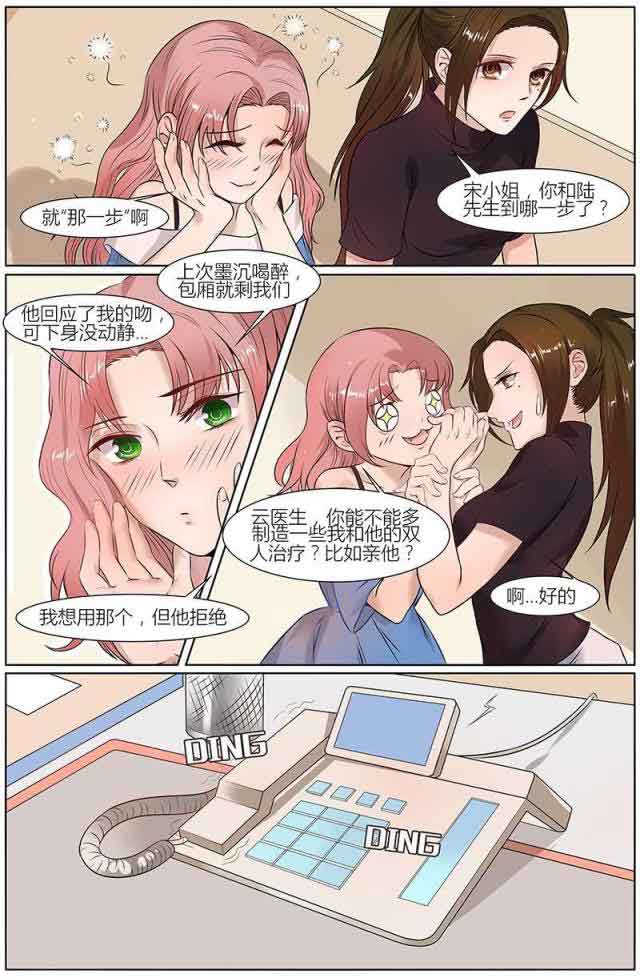 宋小姐，你和陆
先生到哪一步了？
就“那一步”啊
上次墨沉喝醉，
包厢就剩我们
他回应了我的吻，
可下身没动静...
我想用那个，但他拒绝
云医生，你能不能多
制造一些我和他的双
人治疗？比如亲他？
啊...好的
DING
DING